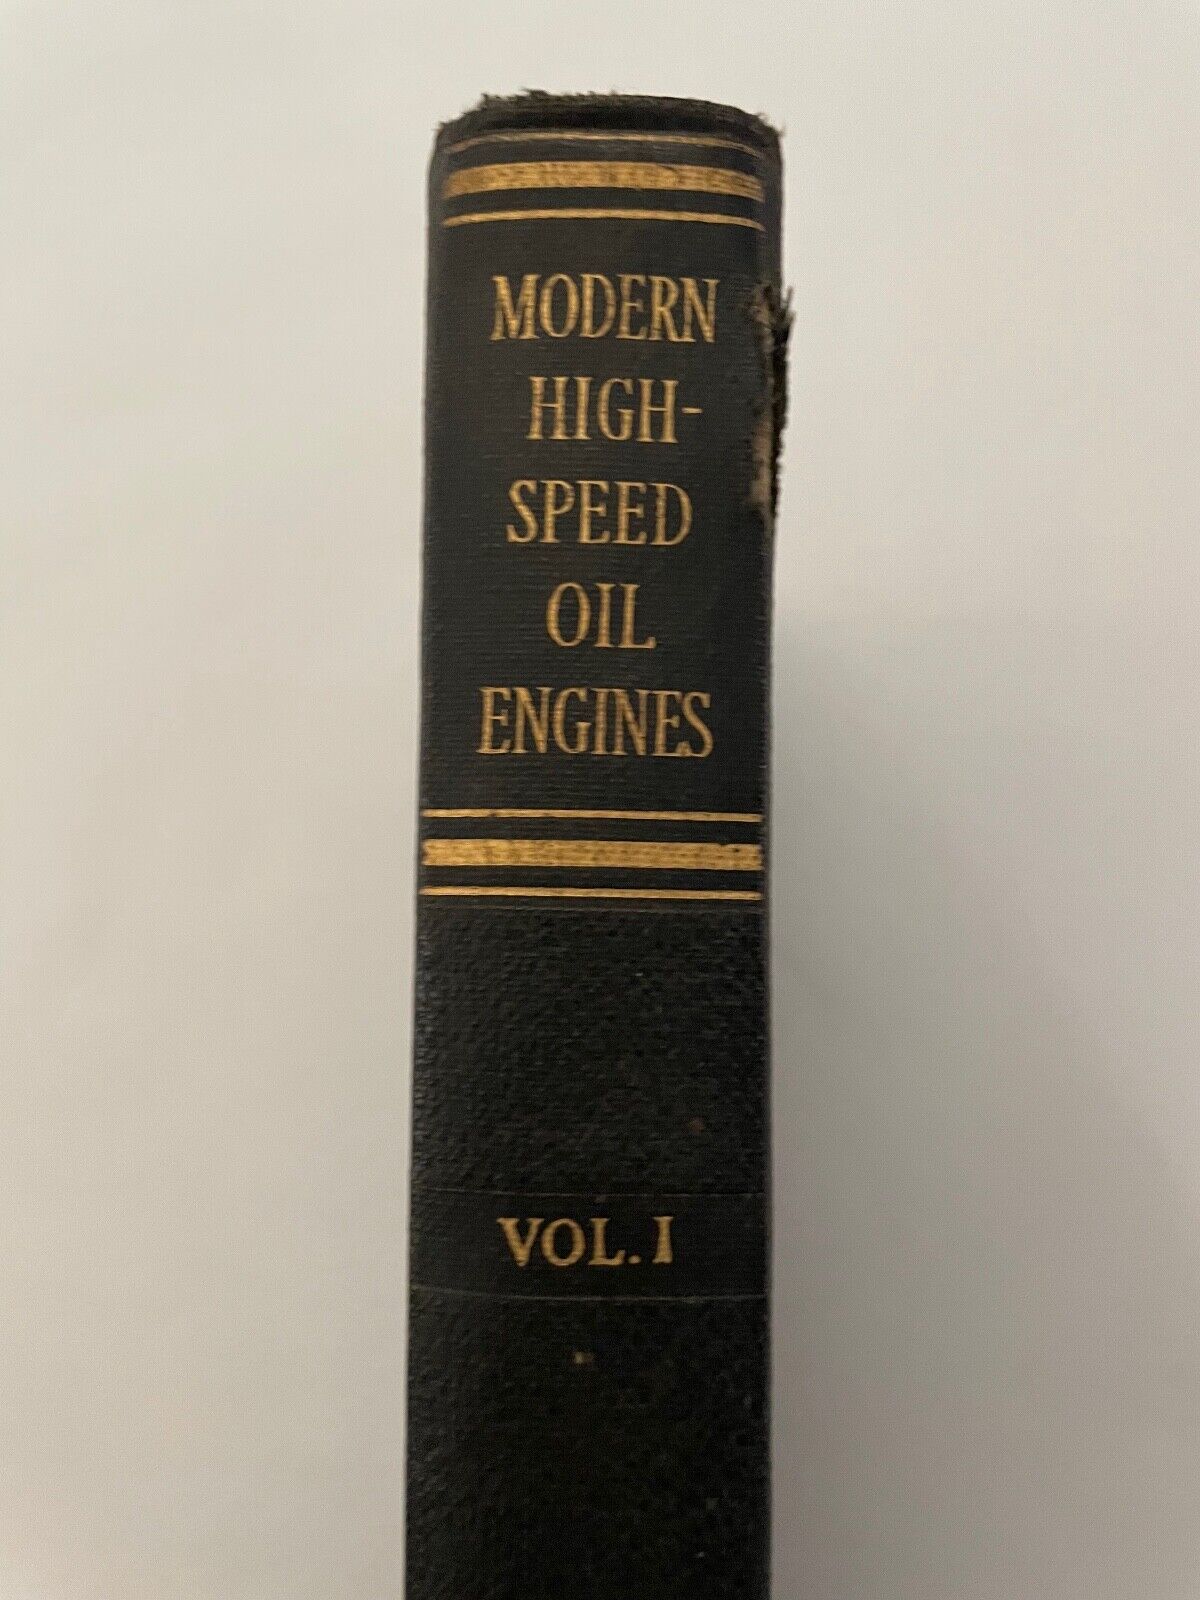 MODERN
HIGH-
SPEED
OIL
ENGINES
VOL. I